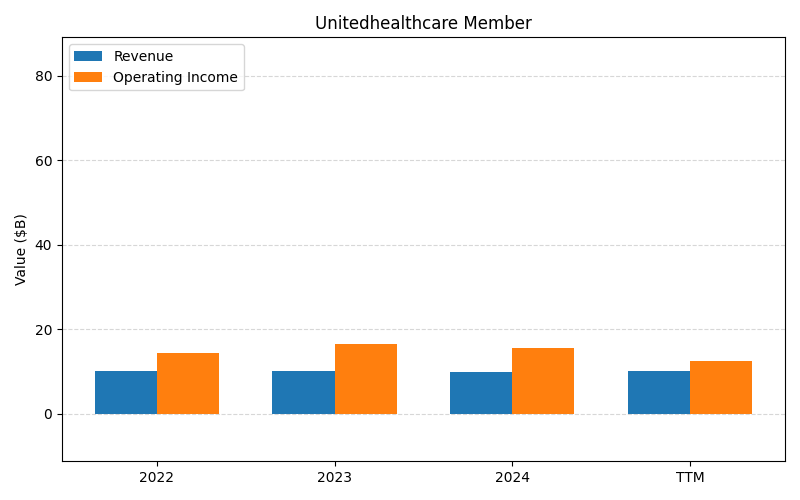 Unitedhealthcare Member
Revenue
Operating Income
Value ($B)
80
60
40
20
0
2022
2023
2024
TTM